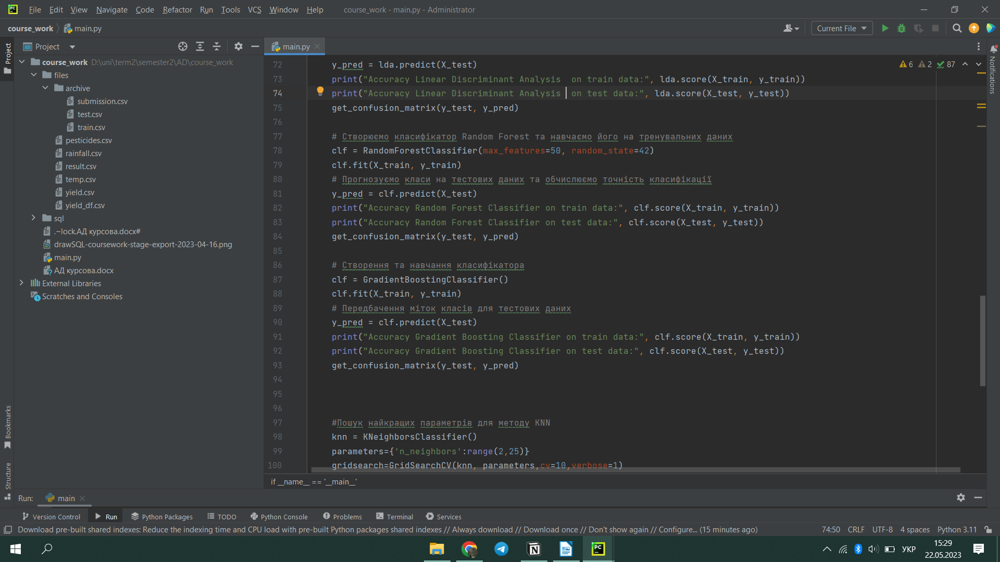 File Edit View Navigate Code Refactor Run Tools VCS Window Help course_work - main.py - Administrator
course_work main.py Current File
Project main.py
course_work D:\uni\term2\semester2\AD\course_work
files
archive
submission.csv
test.csv
train.csv
pesticides.csv
rainfall.csv
result.csv
temp.csv
yield.csv
yield_df.csv
sql
.~lock.АД курсова.docx#
drawSQL-coursework-stage-export-2023-04-16.png
main.py
АД курсова.docx
External Libraries
Scratches and Consoles
Project
Bookmarks
Structure
6 2 87
72 y_pred = lda.predict(X_test)
73 print("Accuracy Linear Discriminant Analysis  on train data:", lda.score(X_train, y_train))
74 print("Accuracy Linear Discriminant Analysis  on test data:", lda.score(X_test, y_test))
75 get_confusion_matrix(y_test, y_pred)
76
77 # Створюємо класифікатор Random Forest та навчаємо його на тренувальних даних
78 clf = RandomForestClassifier(max_features=50, random_state=42)
79 clf.fit(X_train, y_train)
80 # Прогнозуємо класи на тестових даних та обчислюємо точність класифікації
81 y_pred = clf.predict(X_test)
82 print("Accuracy Random Forest Classifier on train data:", clf.score(X_train, y_train))
83 print("Accuracy Random Forest Classifier on test data:", clf.score(X_test, y_test))
84 get_confusion_matrix(y_test, y_pred)
85
86 # Створення та навчання класифікатора
87 clf = GradientBoostingClassifier()
88 clf.fit(X_train, y_train)
89 # Передбачення міток класів для тестових даних
90 y_pred = clf.predict(X_test)
91 print("Accuracy Gradient Boosting Classifier on train data:", clf.score(X_train, y_train))
92 print("Accuracy Gradient Boosting Classifier on test data:", clf.score(X_test, y_test))
93 get_confusion_matrix(y_test, y_pred)
94
95
96
97 #Пошук найкращих параметрів для методу KNN
98 knn = KNeighborsClassifier()
99 parameters={'n_neighbors':range(2,25)}
100 gridsearch=GridSearchCV(knn, parameters,cv=10,verbose=1)
if __name__ == '__main__'
Notifications
Run: main
Version Control Run Python Packages TODO Python Console Problems Terminal Services
Download pre-built shared indexes: Reduce the indexing time and CPU load with pre-built Python packages shared indexes // Always download // Download once // Don't show again // Configure... (15 minutes ago) 74:50 CRLF UTF-8 4 spaces Python 3.11
УКР 15:29
22.05.2023